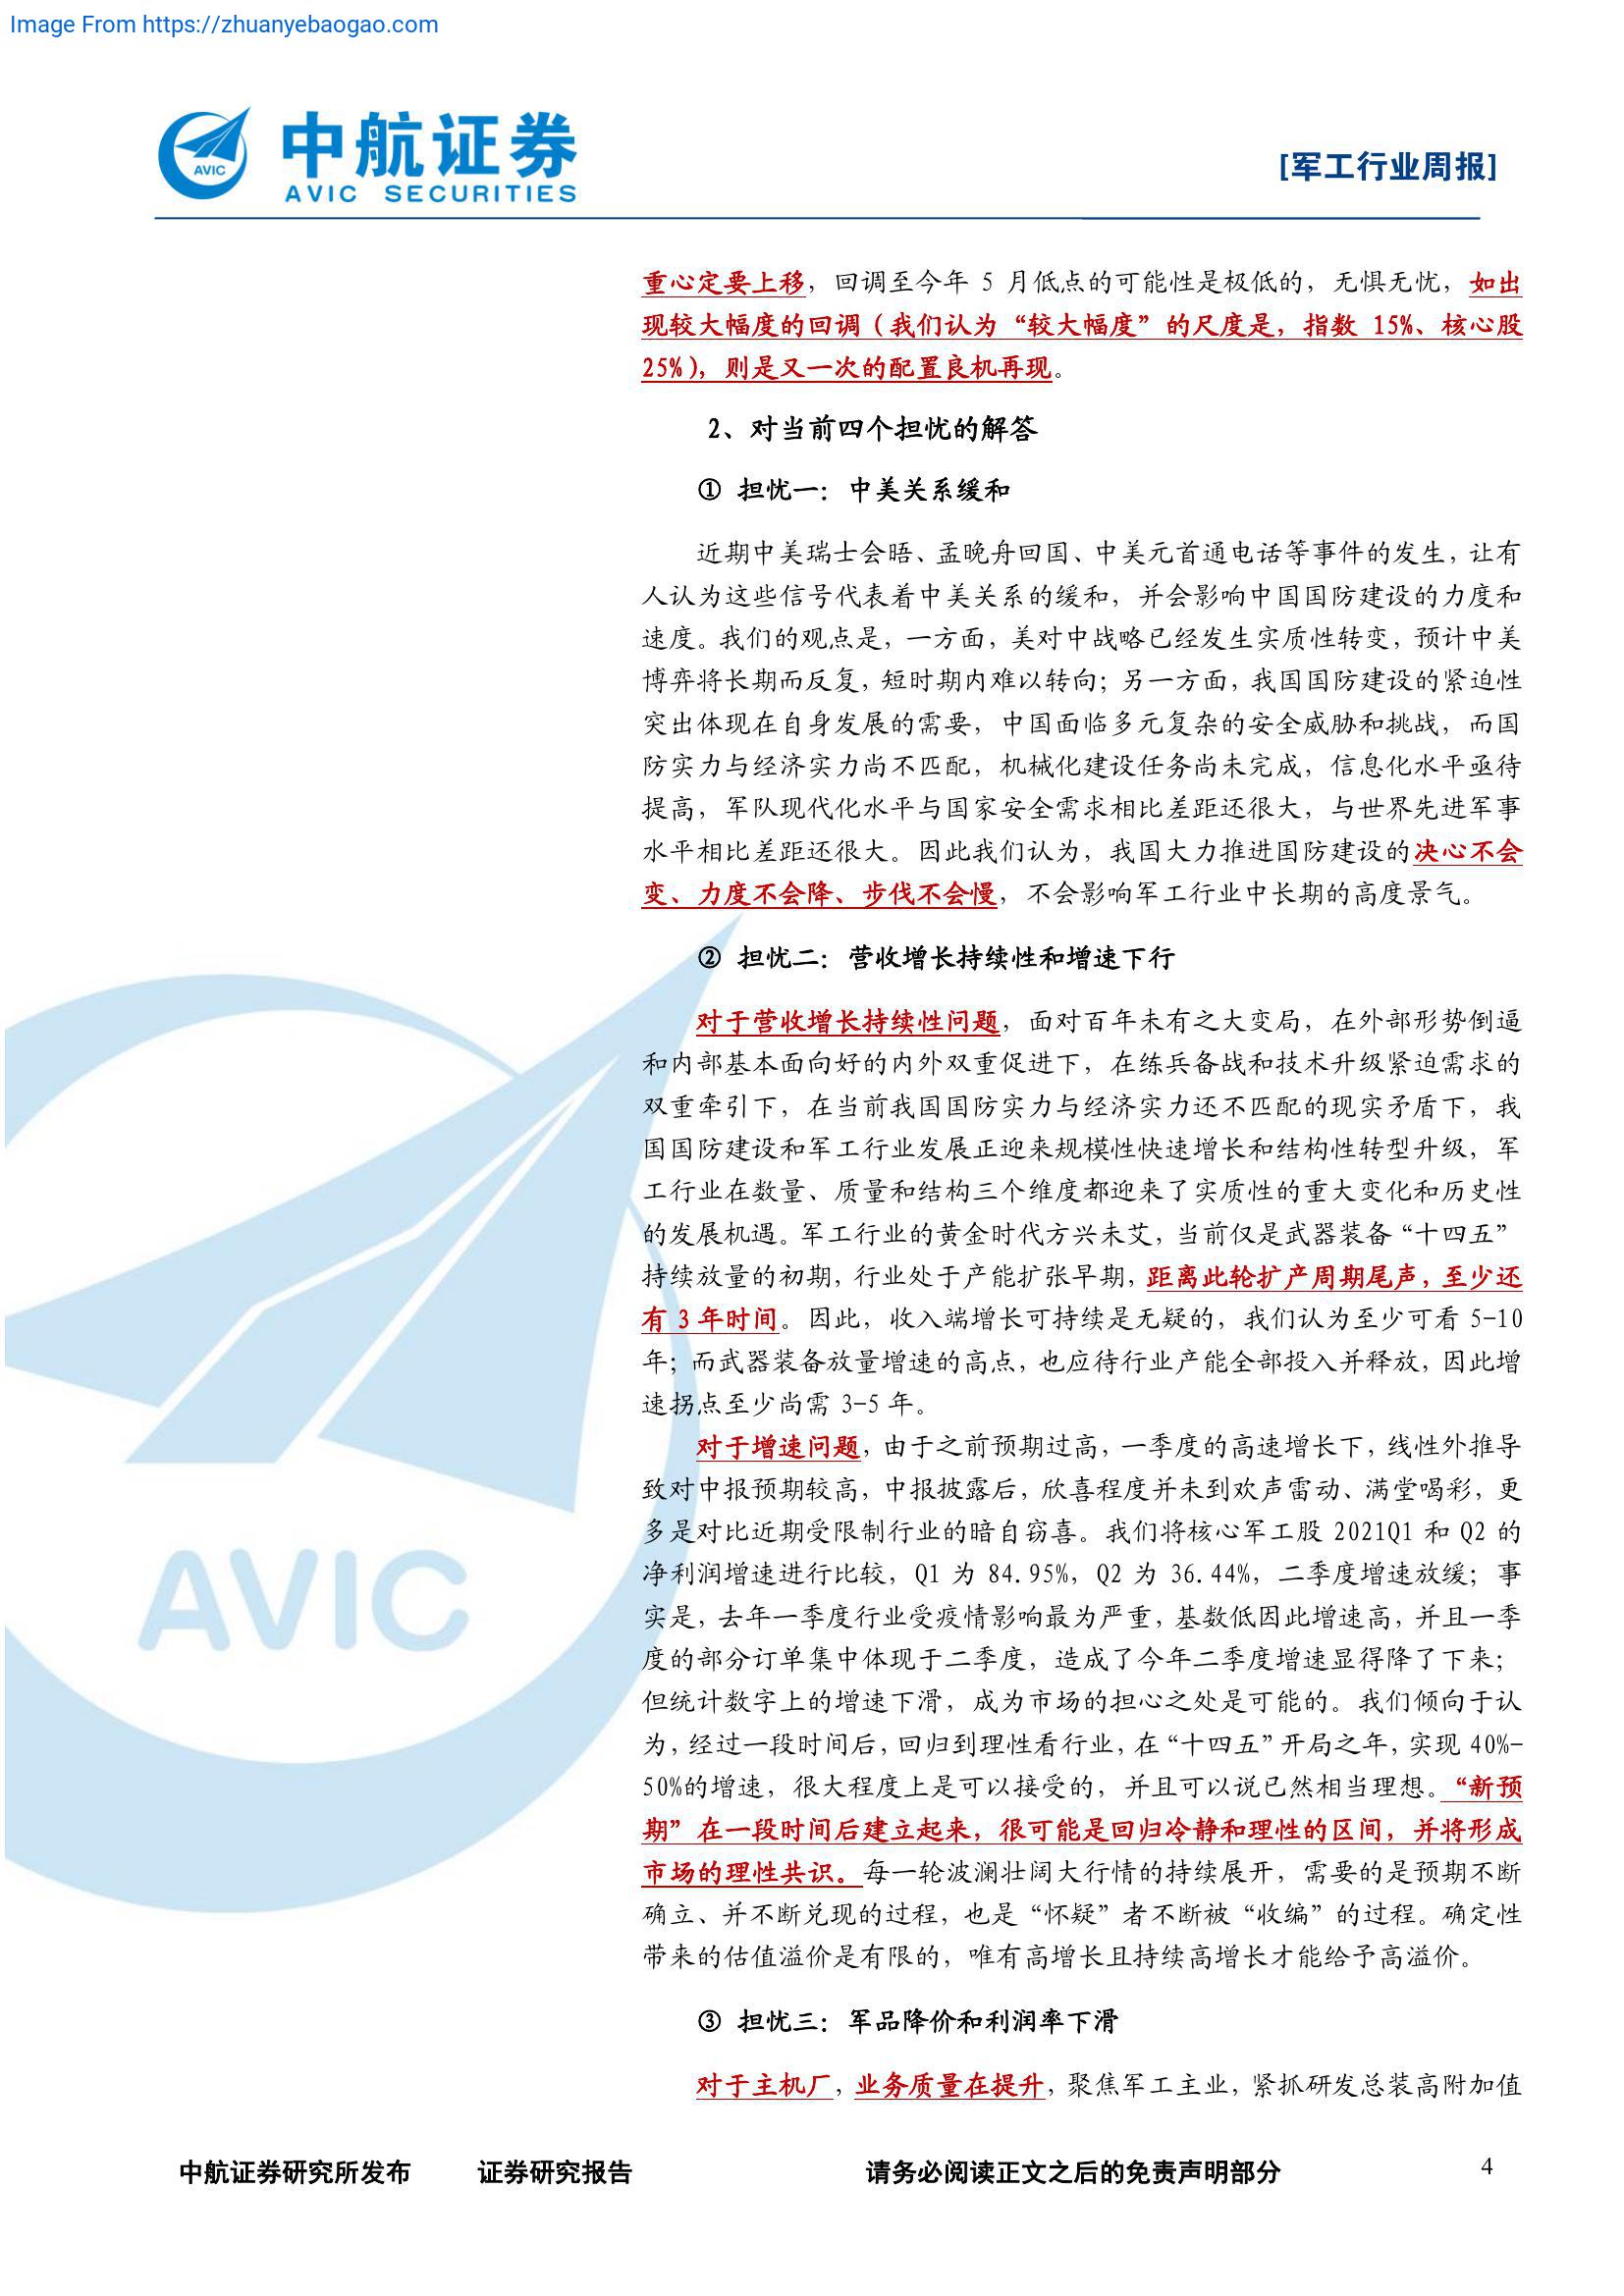 Image From https://zhuanyebaogao.com
AVIC
中航证券
AVIC SECURITIES
[军工行业周报]
重心定要上移，回调至今年 5 月低点的可能性是极低的，无惧无忧，如出
现较大幅度的回调（我们认为“较大幅度”的尺度是，指数 15%、核心股
25%），则是又一次的配置良机再现。
2、对当前四个担忧的解答
① 担忧一：中美关系缓和
近期中美瑞士会晤、孟晚舟回国、中美元首通电话等事件的发生，让有
人认为这些信号代表着中美关系的缓和，并会影响中国国防建设的力度和
速度。我们的观点是，一方面，美对中战略已经发生实质性转变，预计中美
博弈将长期而反复，短时期内难以转向；另一方面，我国国防建设的紧迫性
突出体现在自身发展的需要，中国面临多元复杂的安全威胁和挑战，而国
防实力与经济实力尚不匹配，机械化建设任务尚未完成，信息化水平亟待
提高，军队现代化水平与国家安全需求相比差距还很大，与世界先进军事
水平相比差距还很大。因此我们认为，我国大力推进国防建设的决心不会
变、力度不会降、步伐不会慢，不会影响军工行业中长期的高度景气。
② 担忧二：营收增长持续性和增速下行
对于营收增长持续性问题，面对百年未有之大变局，在外部形势倒逼
和内部基本面向好的内外双重促进下，在练兵备战和技术升级紧迫需求的
双重牵引下，在当前我国国防实力与经济实力还不匹配的现实矛盾下，我
国国防建设和军工行业发展正迎来规模性快速增长和结构性转型升级，军
工行业在数量、质量和结构三个维度都迎来了实质性的重大变化和历史性
的发展机遇。军工行业的黄金时代方兴未艾，当前仅是武器装备“十四五”
持续放量的初期，行业处于产能扩张早期，距离此轮扩产周期尾声，至少还
有 3 年时间。因此，收入端增长可持续是无疑的，我们认为至少可看 5-10
年；而武器装备放量增速的高点，也应待行业产能全部投入并释放，因此增
速拐点至少尚需 3-5 年。
对于增速问题，由于之前预期过高，一季度的高速增长下，线性外推导
致对中报预期较高，中报披露后，欣喜程度并未到欢声雷动、满堂喝彩，更
多是对比近期受限制行业的暗自窃喜。我们将核心军工股 2021Q1 和 Q2 的
净利润增速进行比较，Q1 为 84.95%，Q2 为 36.44%，二季度增速放缓；事
实是，去年一季度行业受疫情影响最为严重，基数低因此增速高，并且一季
度的部分订单集中体现于二季度，造成了今年二季度增速显得降了下来；
但统计数字上的增速下滑，成为市场的担心之处是可能的。我们倾向于认
为，经过一段时间后，回归到理性看行业，在“十四五”开局之年，实现 40%-
50%的增速，很大程度上是可以接受的，并且可以说已然相当理想。“新预
期”在一段时间后建立起来，很可能是回归冷静和理性的区间，并将形成
市场的理性共识。每一轮波澜壮阔大行情的持续展开，需要的是预期不断
确立、并不断兑现的过程，也是“怀疑”者不断被“收编”的过程。确定性
带来的估值溢价是有限的，唯有高增长且持续高增长才能给予高溢价。
③ 担忧三：军品降价和利润率下滑
对于主机厂，业务质量在提升，聚焦军工主业，紧抓研发总装高附加值
AVIC
中航证券研究所发布 证券研究报告 请务必阅读正文之后的免责声明部分 4